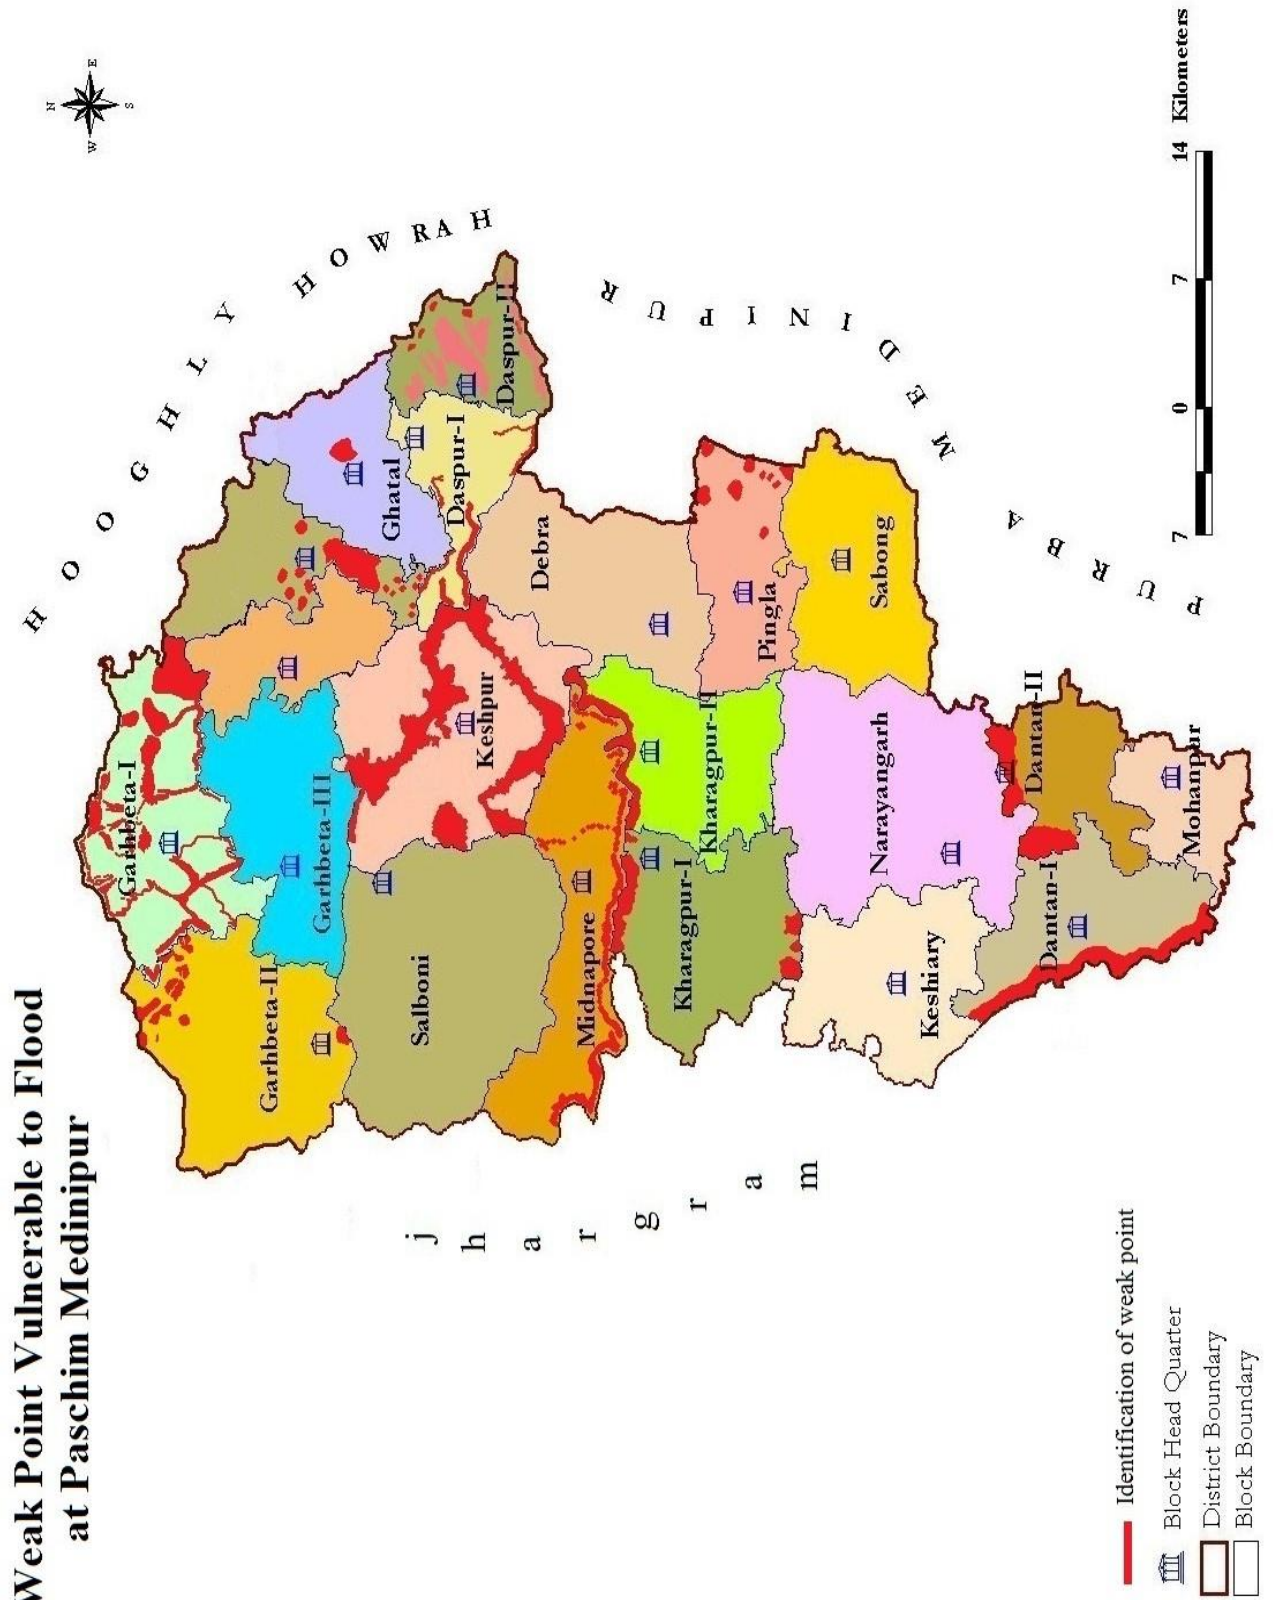 Weak Point Vulnerable to Flood
at Paschim Medinipur
N
W
E
S
HOOGHLY
HOWRAH
PURBA MEDINIPUR
jhargram
Garhbeta-I
Garhbeta-II
Garhbeta-III
Ghatal
Daspur-I
Daspur-II
Keshpur
Salboni
Debra
Midnapore
Pingla
Kharagpur-II
Kharagpur-I
Sabong
Narayangarh
Keshiary
Dantan-II
Dantan-I
Mohanpur
Identification of weak point
Block Head Quarter
District Boundary
Block Boundary
7 0 7 14 Kilometers